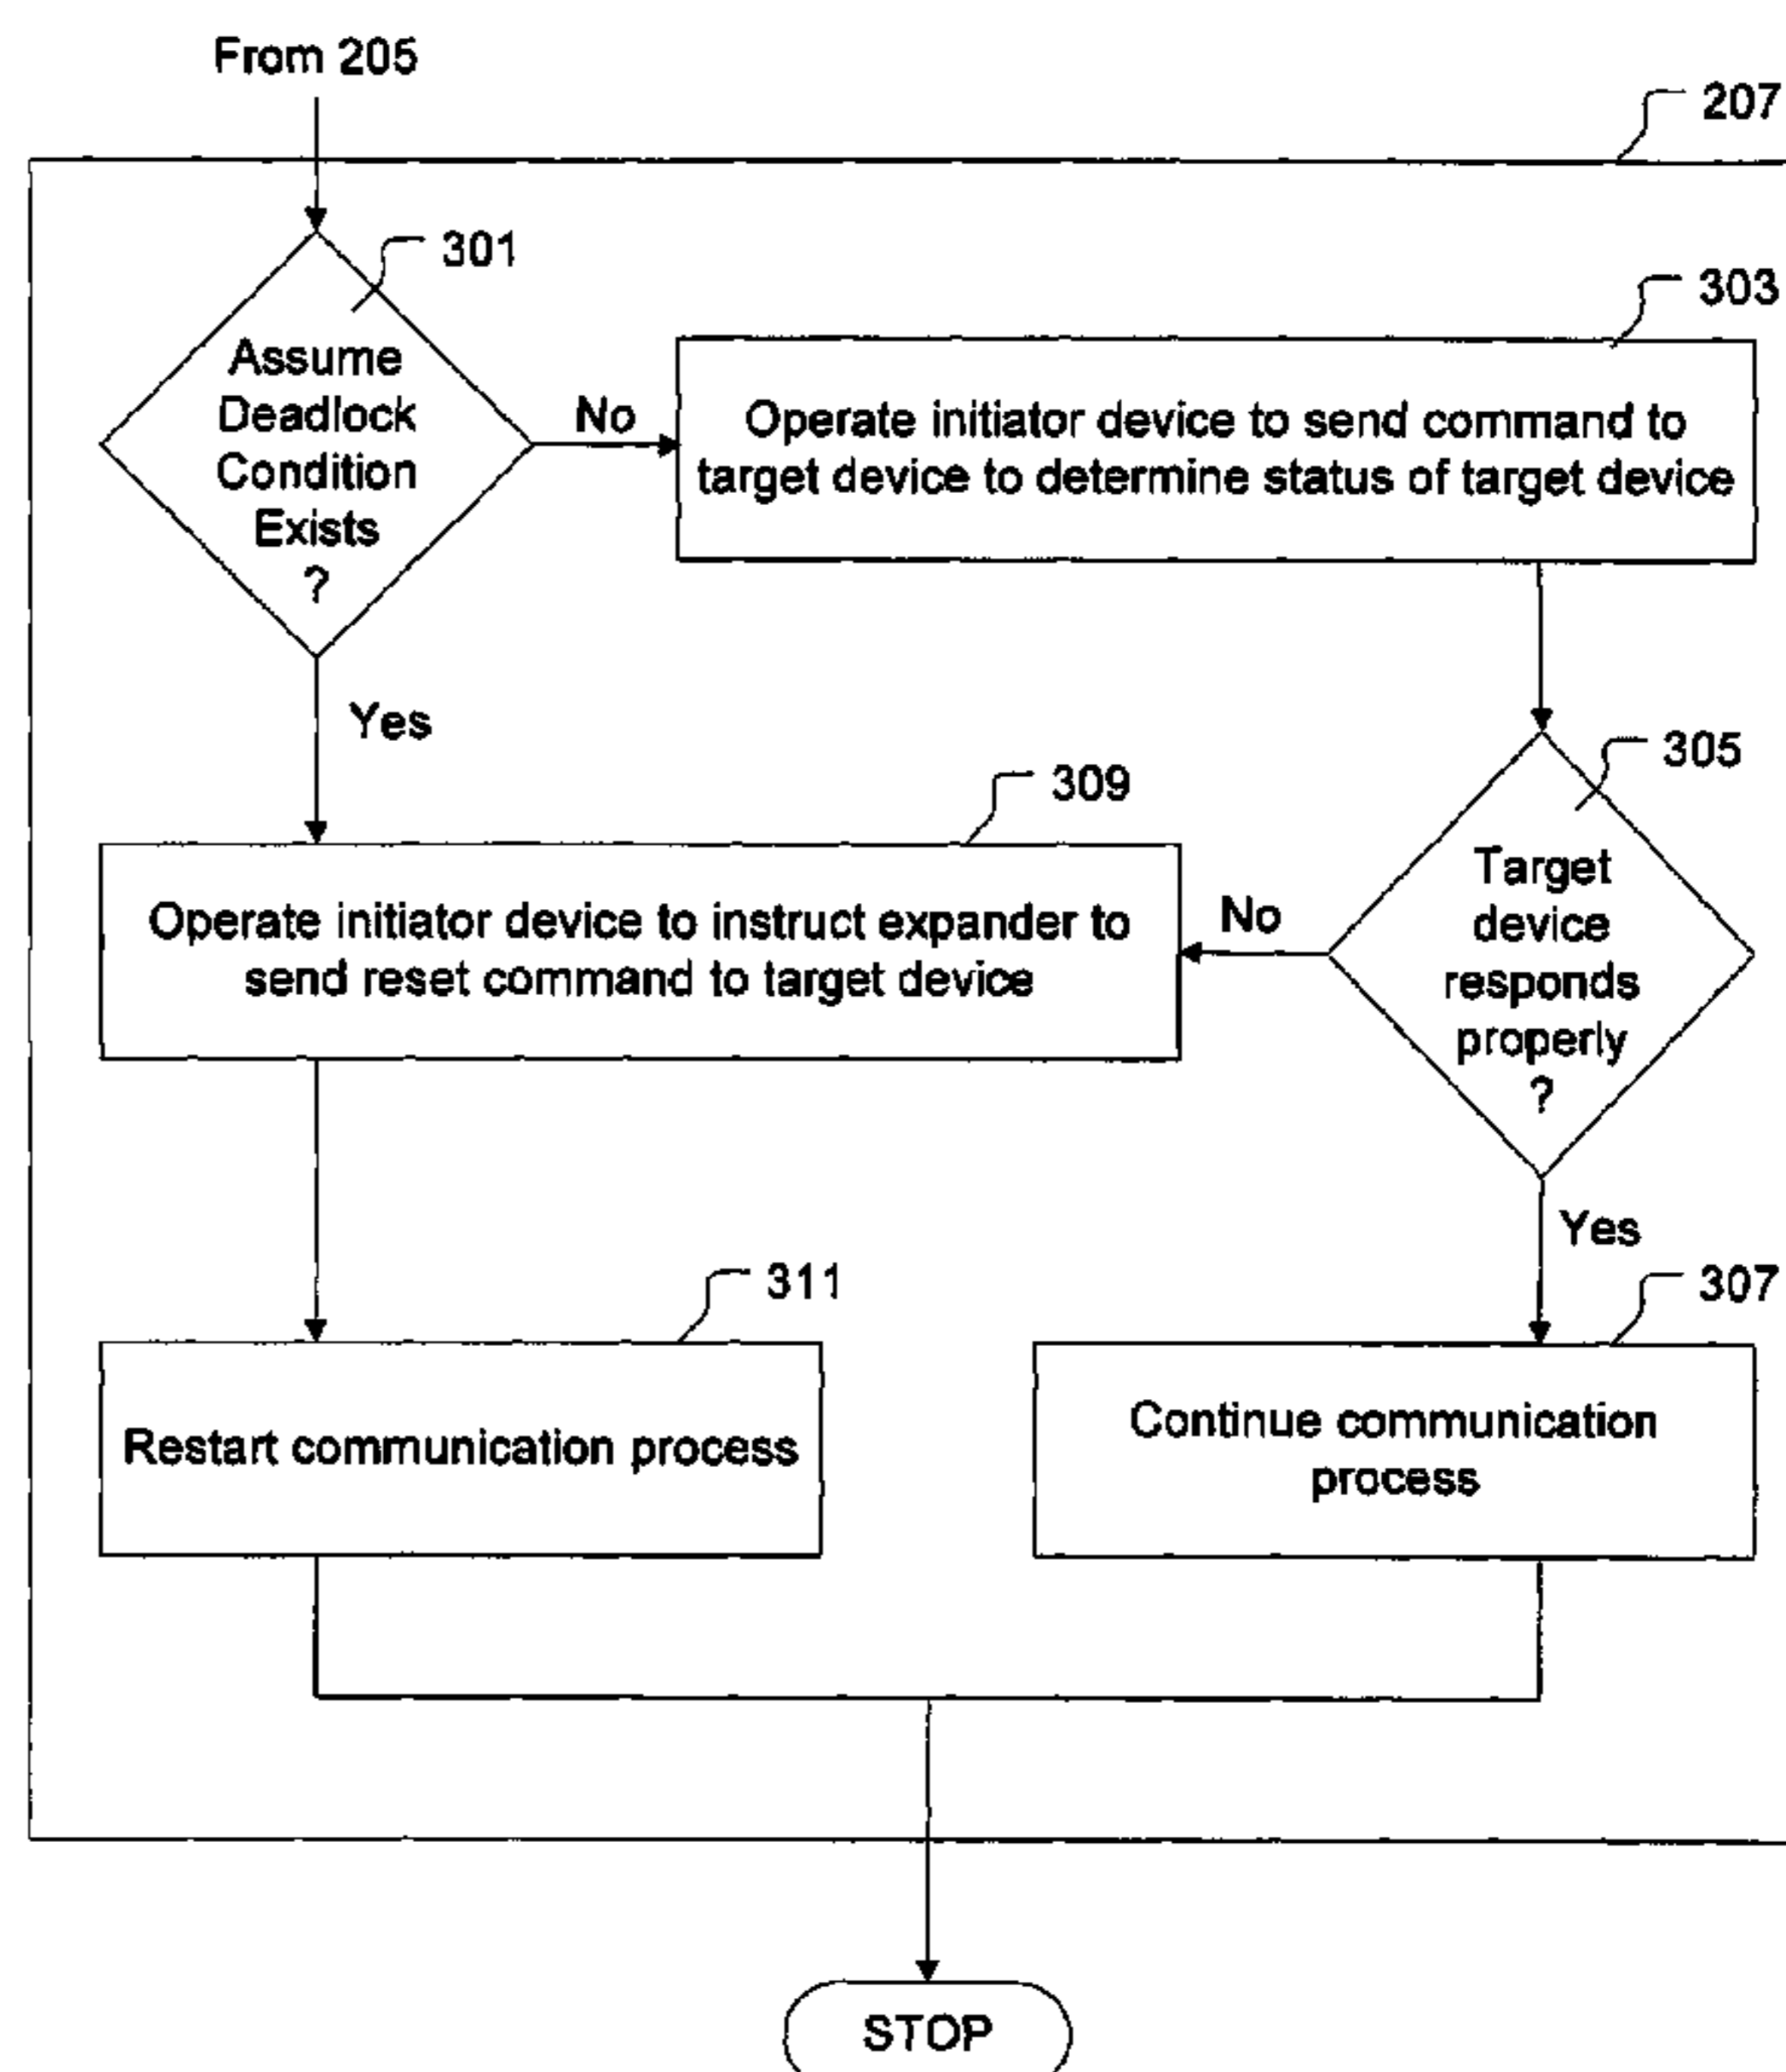 From 205
207
301
Assume
Deadlock
Condition
Exists
?
No
303
Operate initiator device to send command to
target device to determine status of target device
Yes
305
Target
device
responds
properly
?
No
309
Operate initiator device to instruct expander to
send reset command to target device
Yes
311
Restart communication process
307
Continue communication
process
STOP